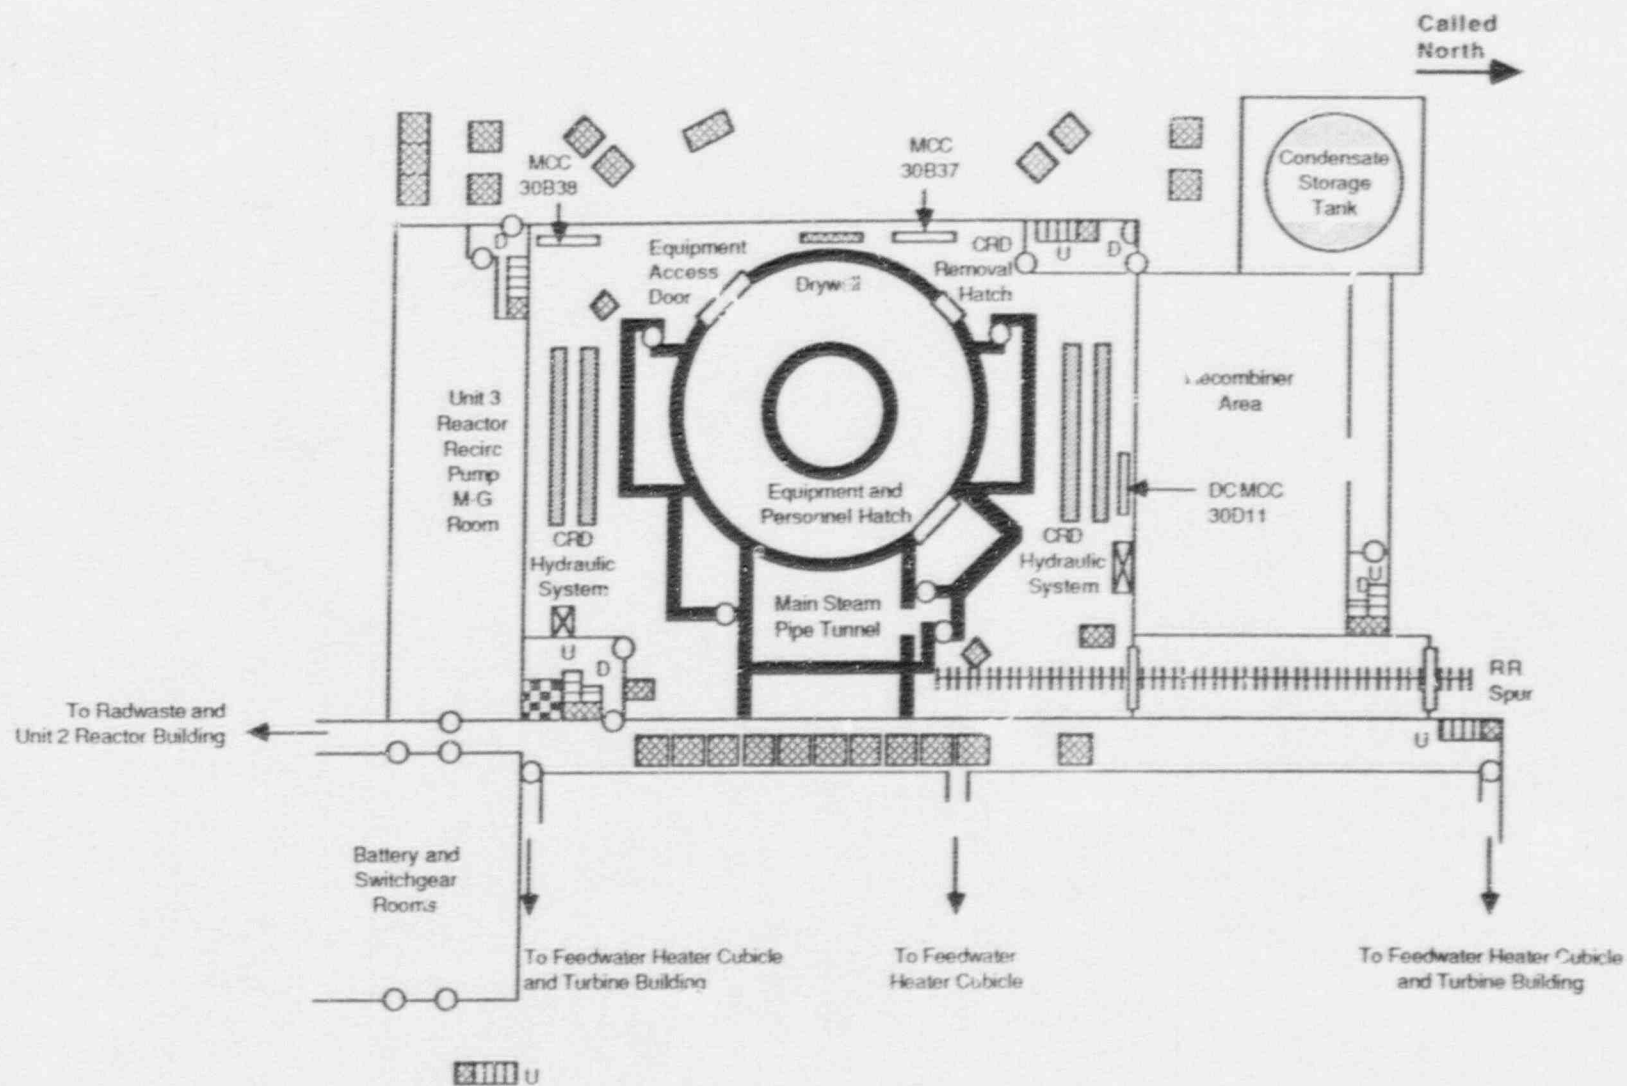 Called
North
MCC
30B38
MCC
30B37
Condensate
Storage
Tank
D
Equipment
Access
Door
CRD
Removal
Hatch
U
D
Drywell
Unit 3
Reactor
Recirc
Pump
M-G
Room
Recombiner
Area
Equipment and
Personnel Hatch
DC MCC
30D11
CRD
Hydraulic
System
CRD
Hydraulic
System
Main Steam
Pipe Tunnel
U
D
U
D
RR
Spur
To Radwaste and
Unit 2 Reactor Building
U
Battery and
Switchgear
Rooms
To Feedwater Heater Cubicle
and Turbine Building
To Feedwater
Heater Cubicle
To Feedwater Heater Cubicle
and Turbine Building
U